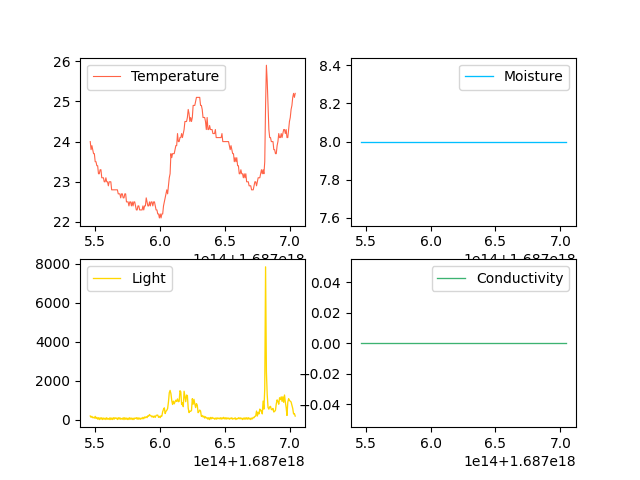 26
25
24
23
22
Temperature
5.5 6.0 6.5 7.0
1e14+1.687e18
8.4
8.2
8.0
7.8
7.6
Moisture
5.5 6.0 6.5 7.0
1e14+1.687e18
8000
6000
4000
2000
0
Light
5.5 6.0 6.5 7.0
1e14+1.687e18
0.04
0.02
0.00
−0.02
−0.04
Conductivity
5.5 6.0 6.5 7.0
1e14+1.687e18